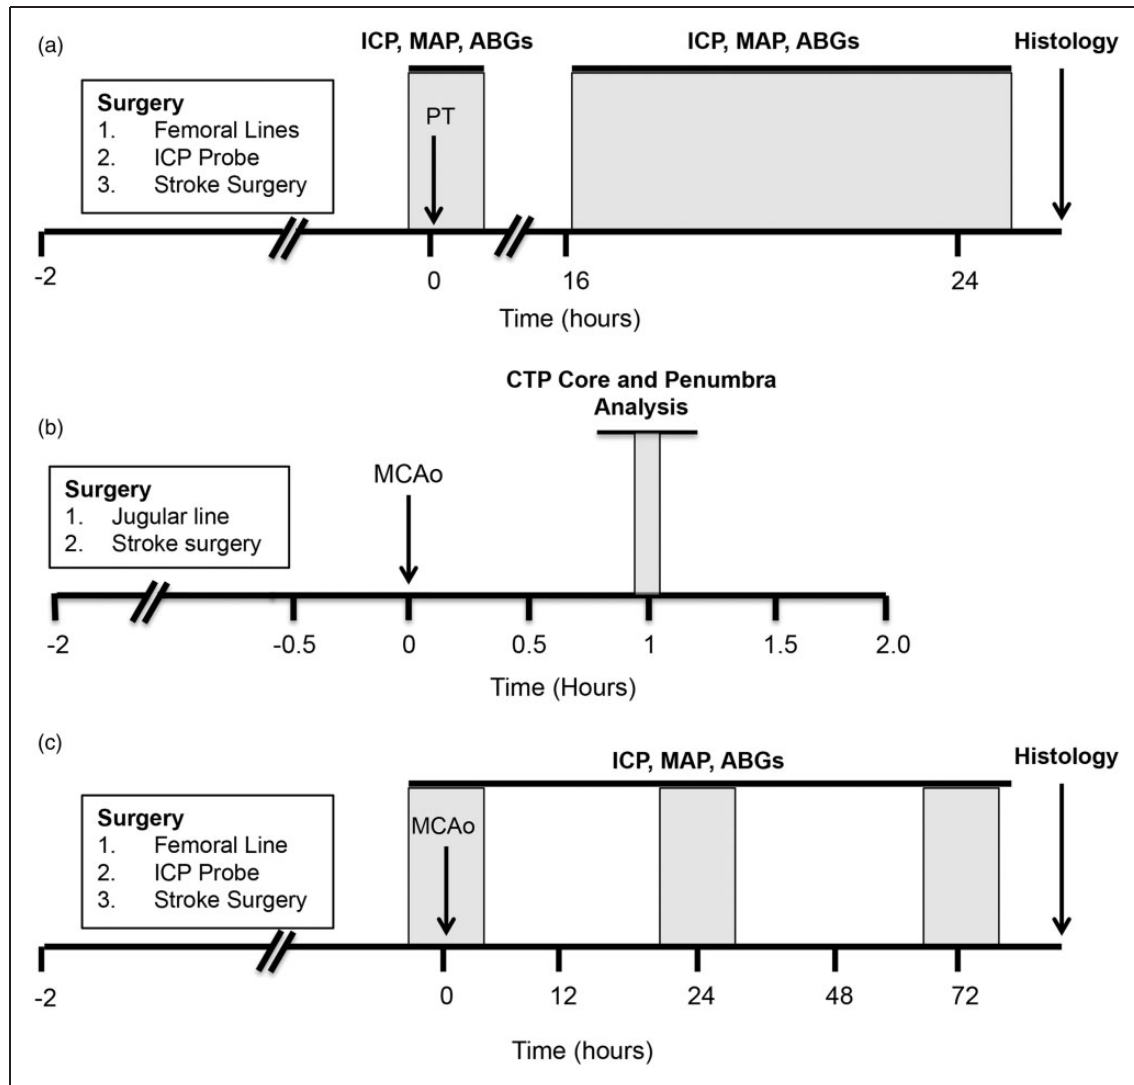 (a)
ICP, MAP, ABGs
ICP, MAP, ABGs
Histology
Surgery
1. Femoral Lines
2. ICP Probe
3. Stroke Surgery
PT
-2
0
16
24
Time (hours)
CTP Core and Penumbra
Analysis
(b)
MCAo
Surgery
1. Jugular line
2. Stroke surgery
-2
-0.5
0
0.5
1
1.5
2.0
Time (Hours)
(c)
ICP, MAP, ABGs
Histology
Surgery
1. Femoral Line
2. ICP Probe
3. Stroke Surgery
MCAo
-2
0
12
24
48
72
Time (hours)